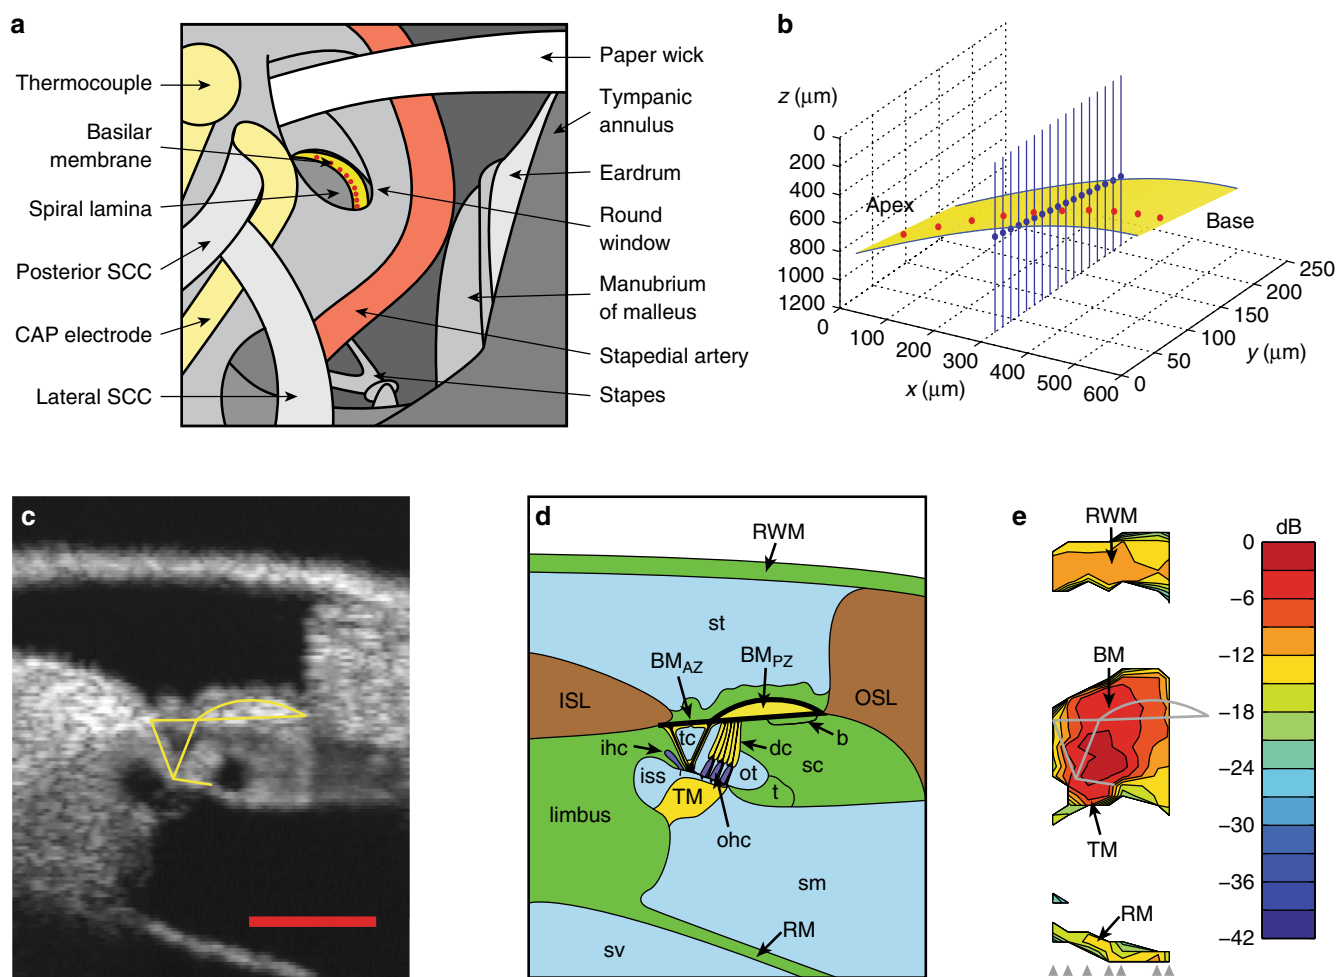 a
Thermocouple
Basilar
membrane
Spiral lamina
Posterior SCC
CAP electrode
Lateral SCC
Paper wick
Tympanic
annulus
Eardrum
Round
window
Manubrium
of malleus
Stapedial artery
Stapes
b
z (μm)
0
200
400
600
800
1000
1200
Apex
Base
0
100
200
300
400
500
600
x (μm)
0
50
100
150
200
250
y (μm)
c
d
RWM
st
BMAZ
BMPZ
ISL
OSL
tc
ihc
dc
b
iss
ot
sc
TM
t
limbus
ohc
sm
RM
sv
e
RWM
BM
TM
RM
dB
0
−6
−12
−18
−24
−30
−36
−42